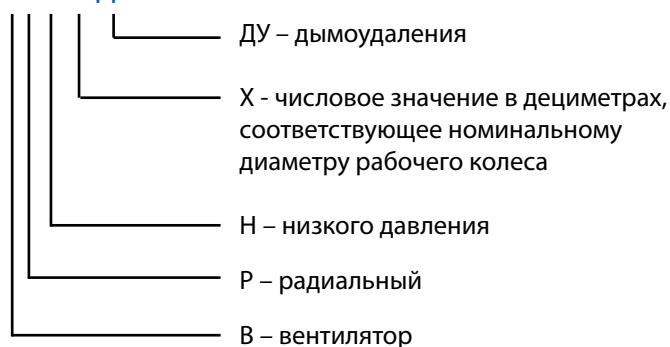 ДУ – дымоудаления
Х - числовое значение в дециметрах,
соответствующее номинальному
диаметру рабочего колеса
Н – низкого давления
Р – радиальный
В – вентилятор